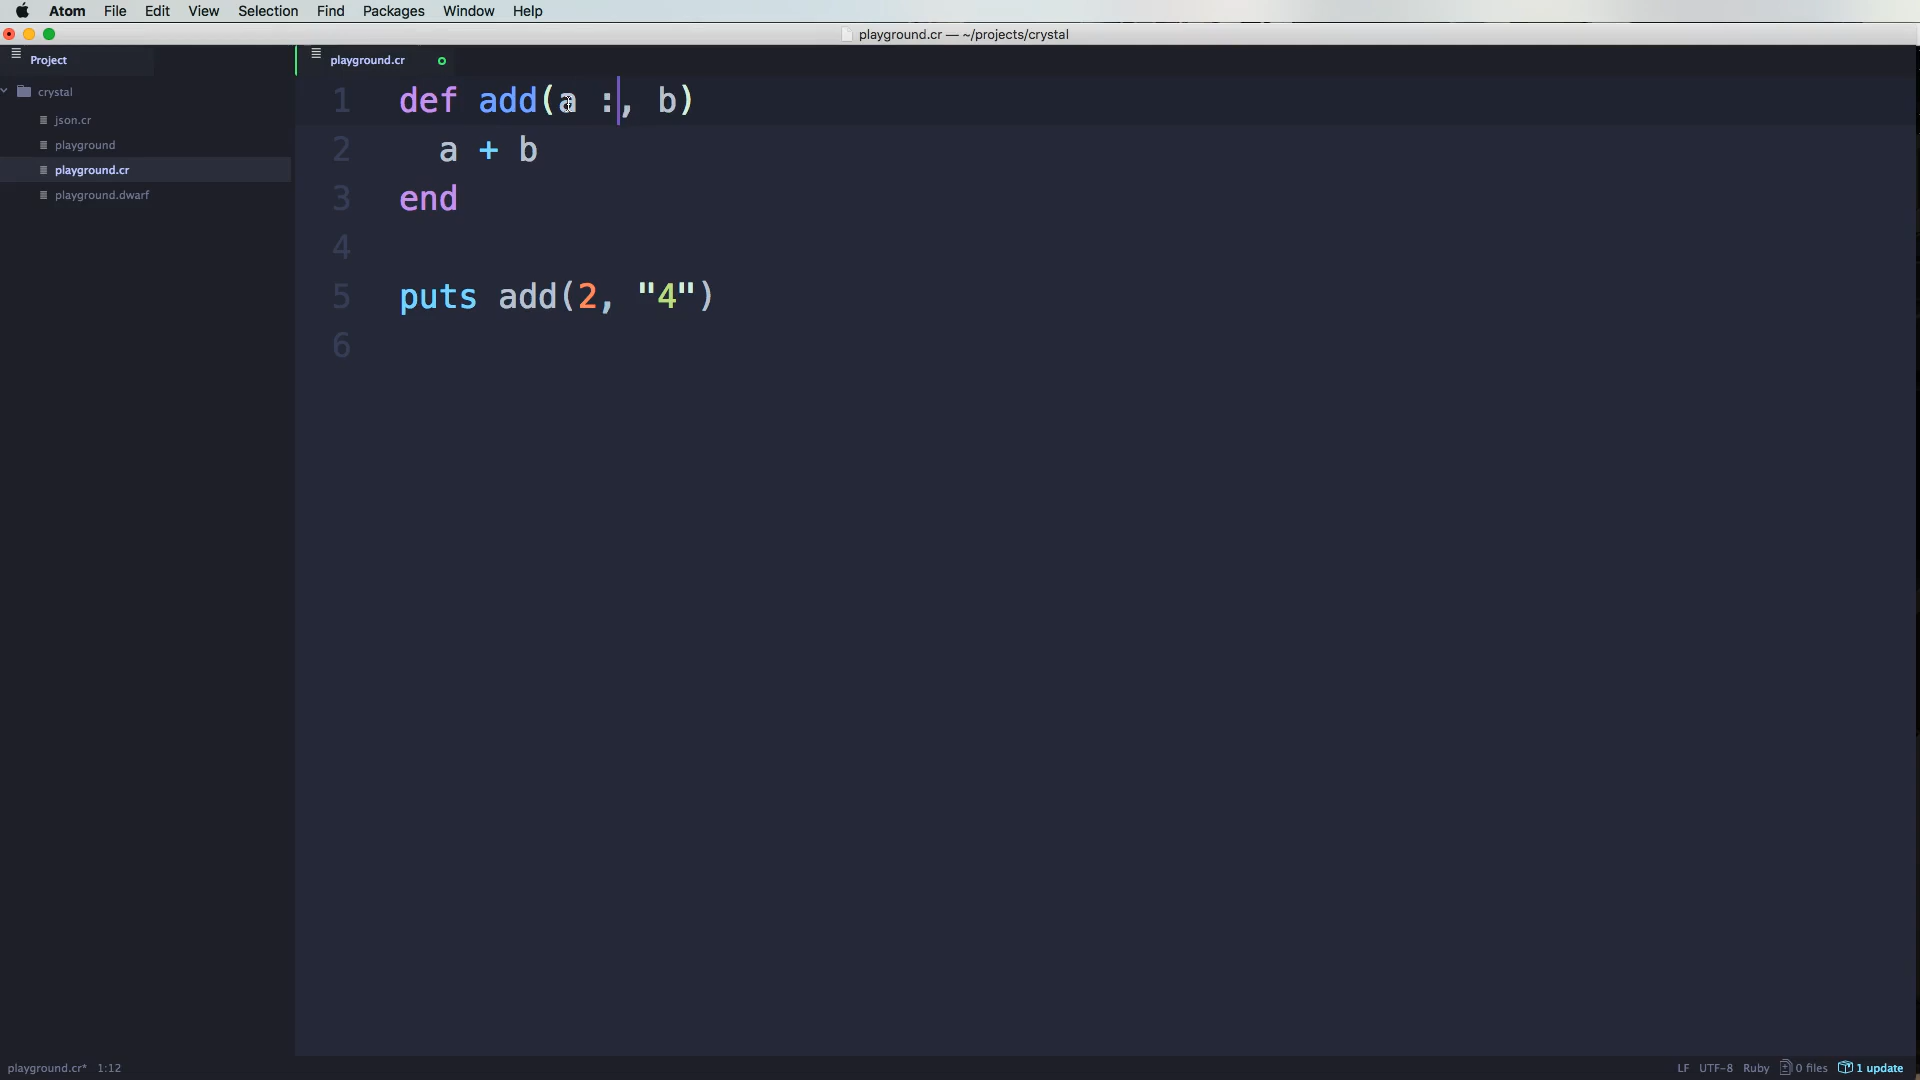 Atom File Edit View Selection Find Packages Window Help
playground.cr — ~/projects/crystal
Project
playground.cr
crystal
json.cr
playground
playground.cr
playground.dwarf
1 def add(a :, b)
2 a + b
3 end
4
5 puts add(2, "4")
6
playground.cr* 1:12
LF UTF-8 Ruby 0 files 1 update